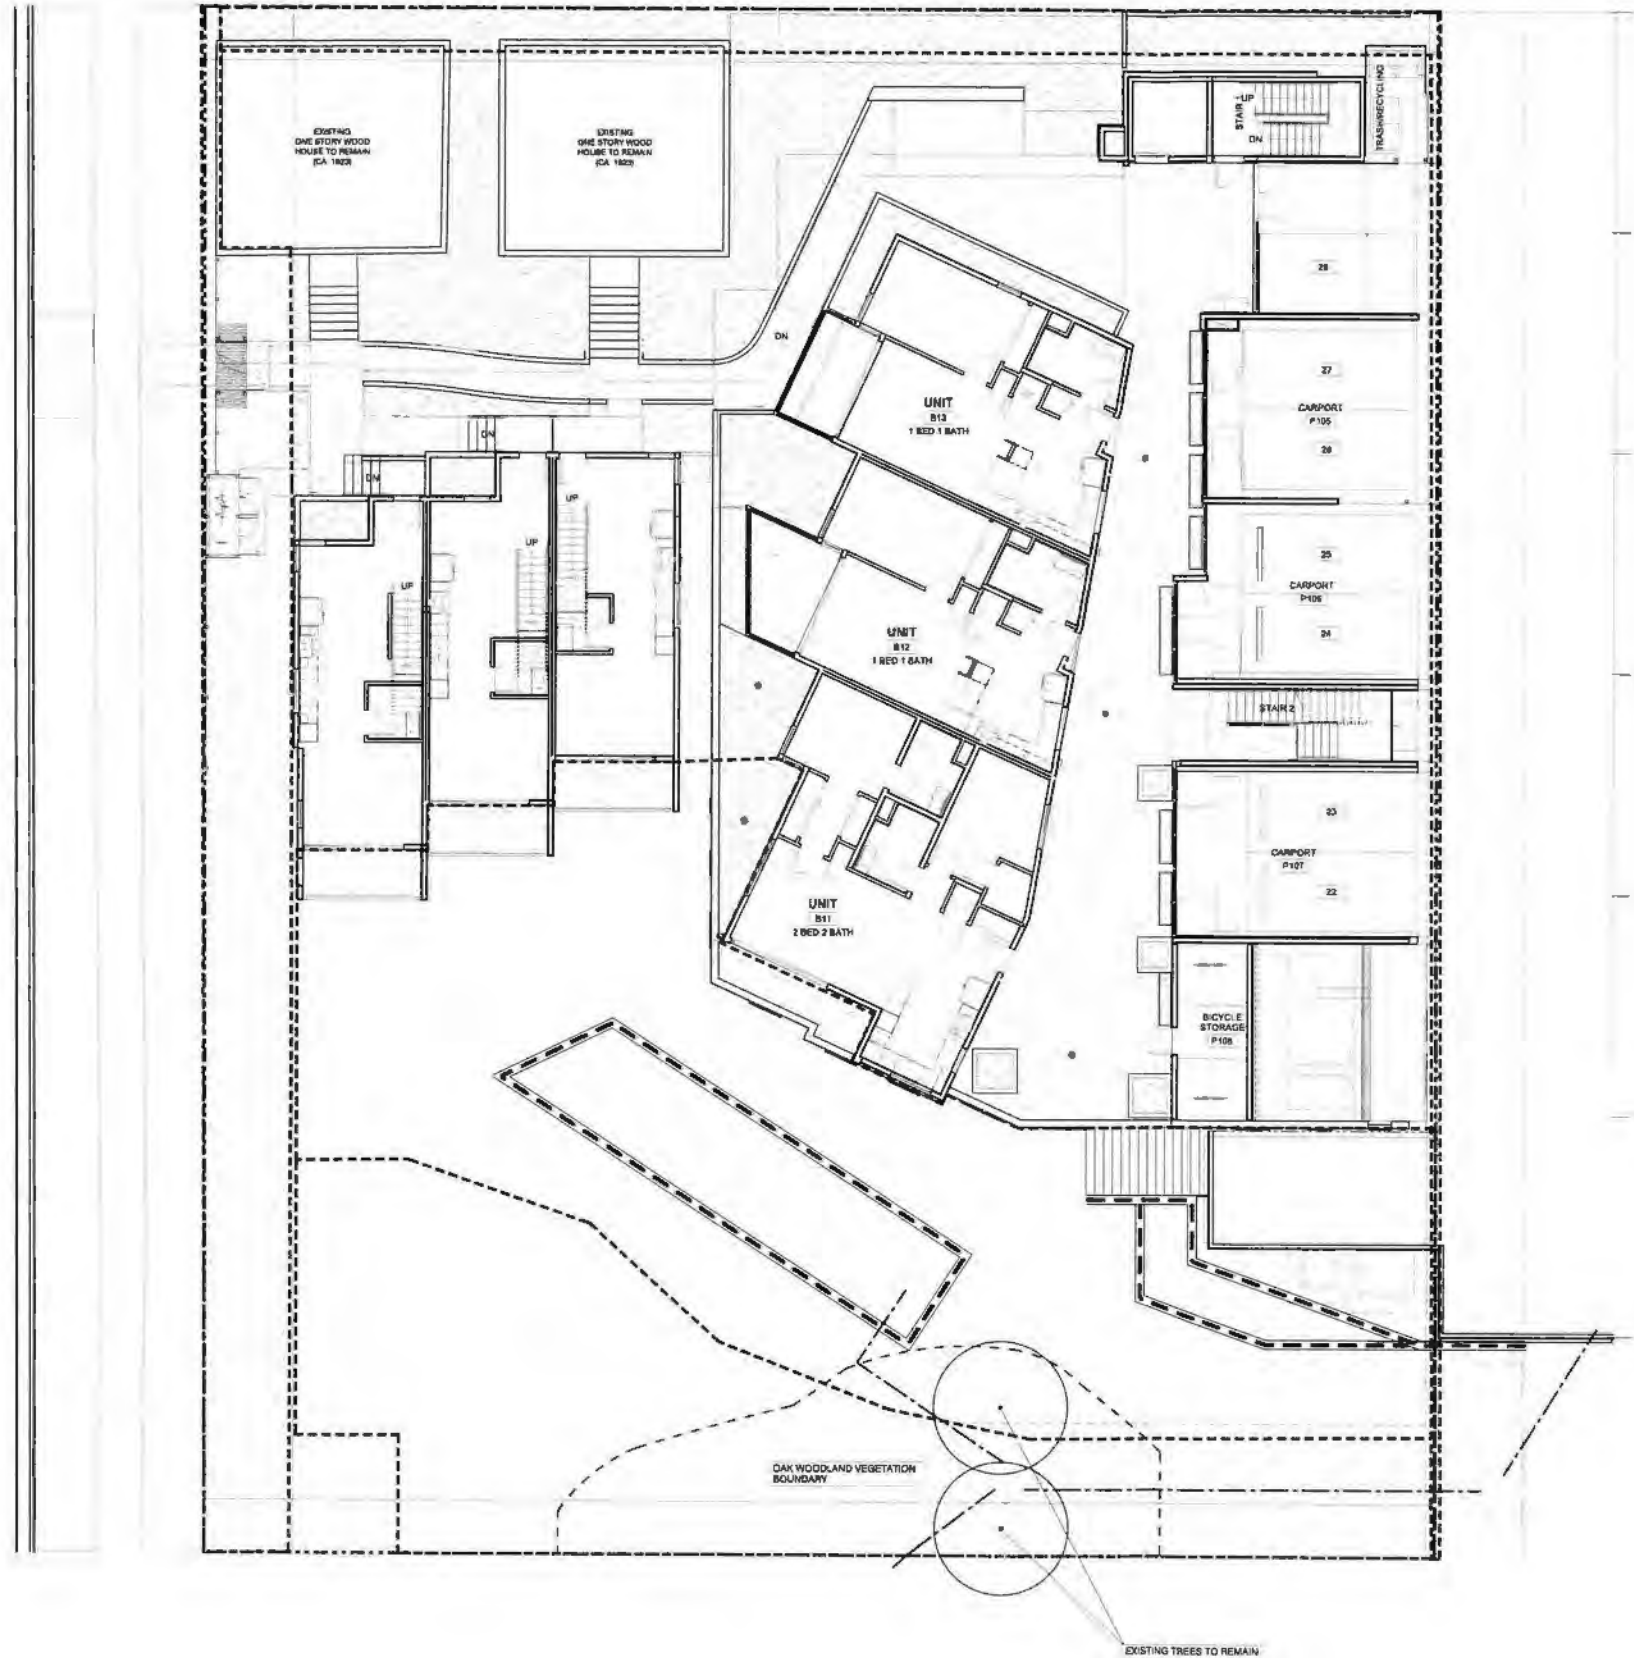 EXISTING
ONE STORY WOOD
HOUSE TO REMAIN
(CA 1923)
EXISTING
ONE STORY WOOD
HOUSE TO REMAIN
(CA 1923)
STAIR 1
UP
DN
TRASH/RECYCLING
28
DN
27
CARPORT
P105
26
UNIT
B13
1 BED 1 BATH
DN
DN
UP
UP
UP
25
CARPORT
P106
24
UNIT
B12
1 BED 1 BATH
STAIR 2
23
CARPORT
P107
22
UNIT
B11
2 BED 2 BATH
BICYCLE
STORAGE
P108
OAK WOODLAND VEGETATION
BOUNDARY
EXISTING TREES TO REMAIN